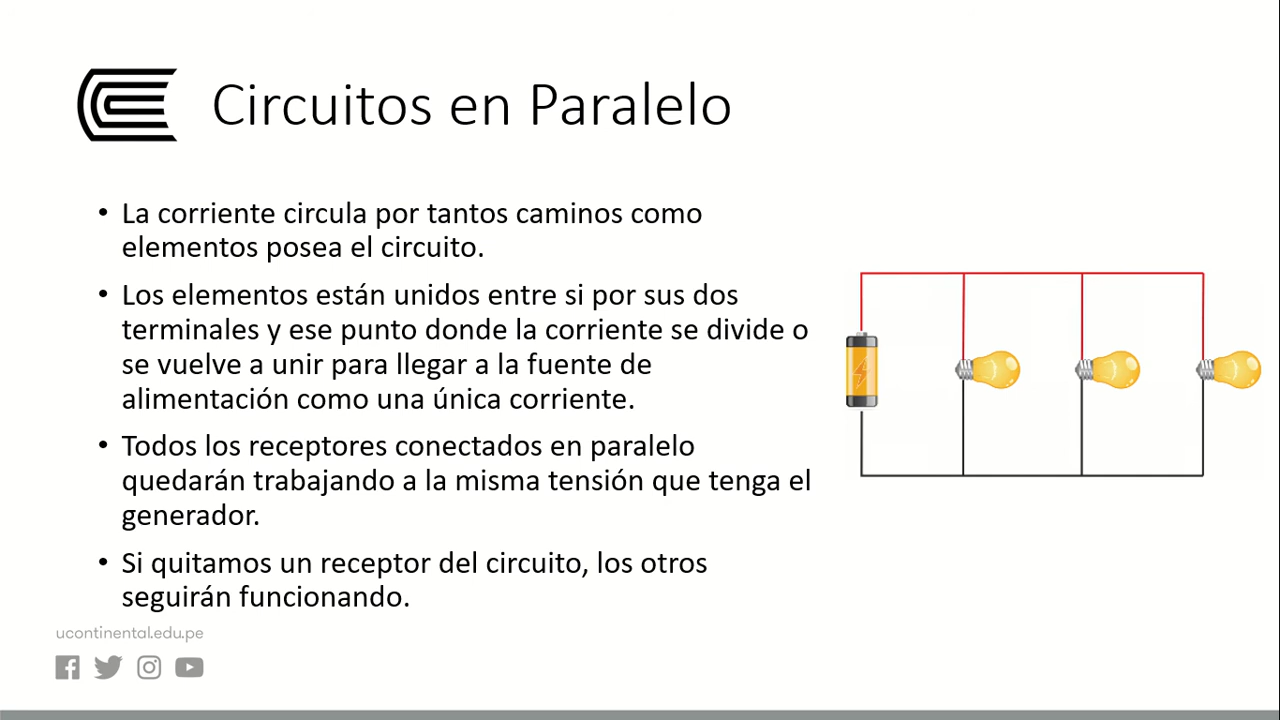 Circuitos en Paralelo
• La corriente circula por tantos caminos como
elementos posea el circuito.
• Los elementos están unidos entre si por sus dos
terminales y ese punto donde la corriente se divide o
se vuelve a unir para llegar a la fuente de
alimentación como una única corriente.
• Todos los receptores conectados en paralelo
quedarán trabajando a la misma tensión que tenga el
generador.
• Si quitamos un receptor del circuito, los otros
seguirán funcionando.
ucontinental.edu.pe